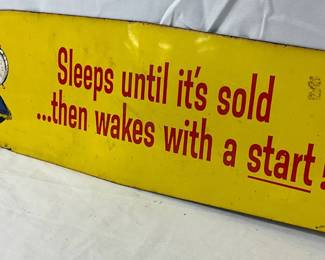 Sleeps until it's sold
...then wakes with a start!